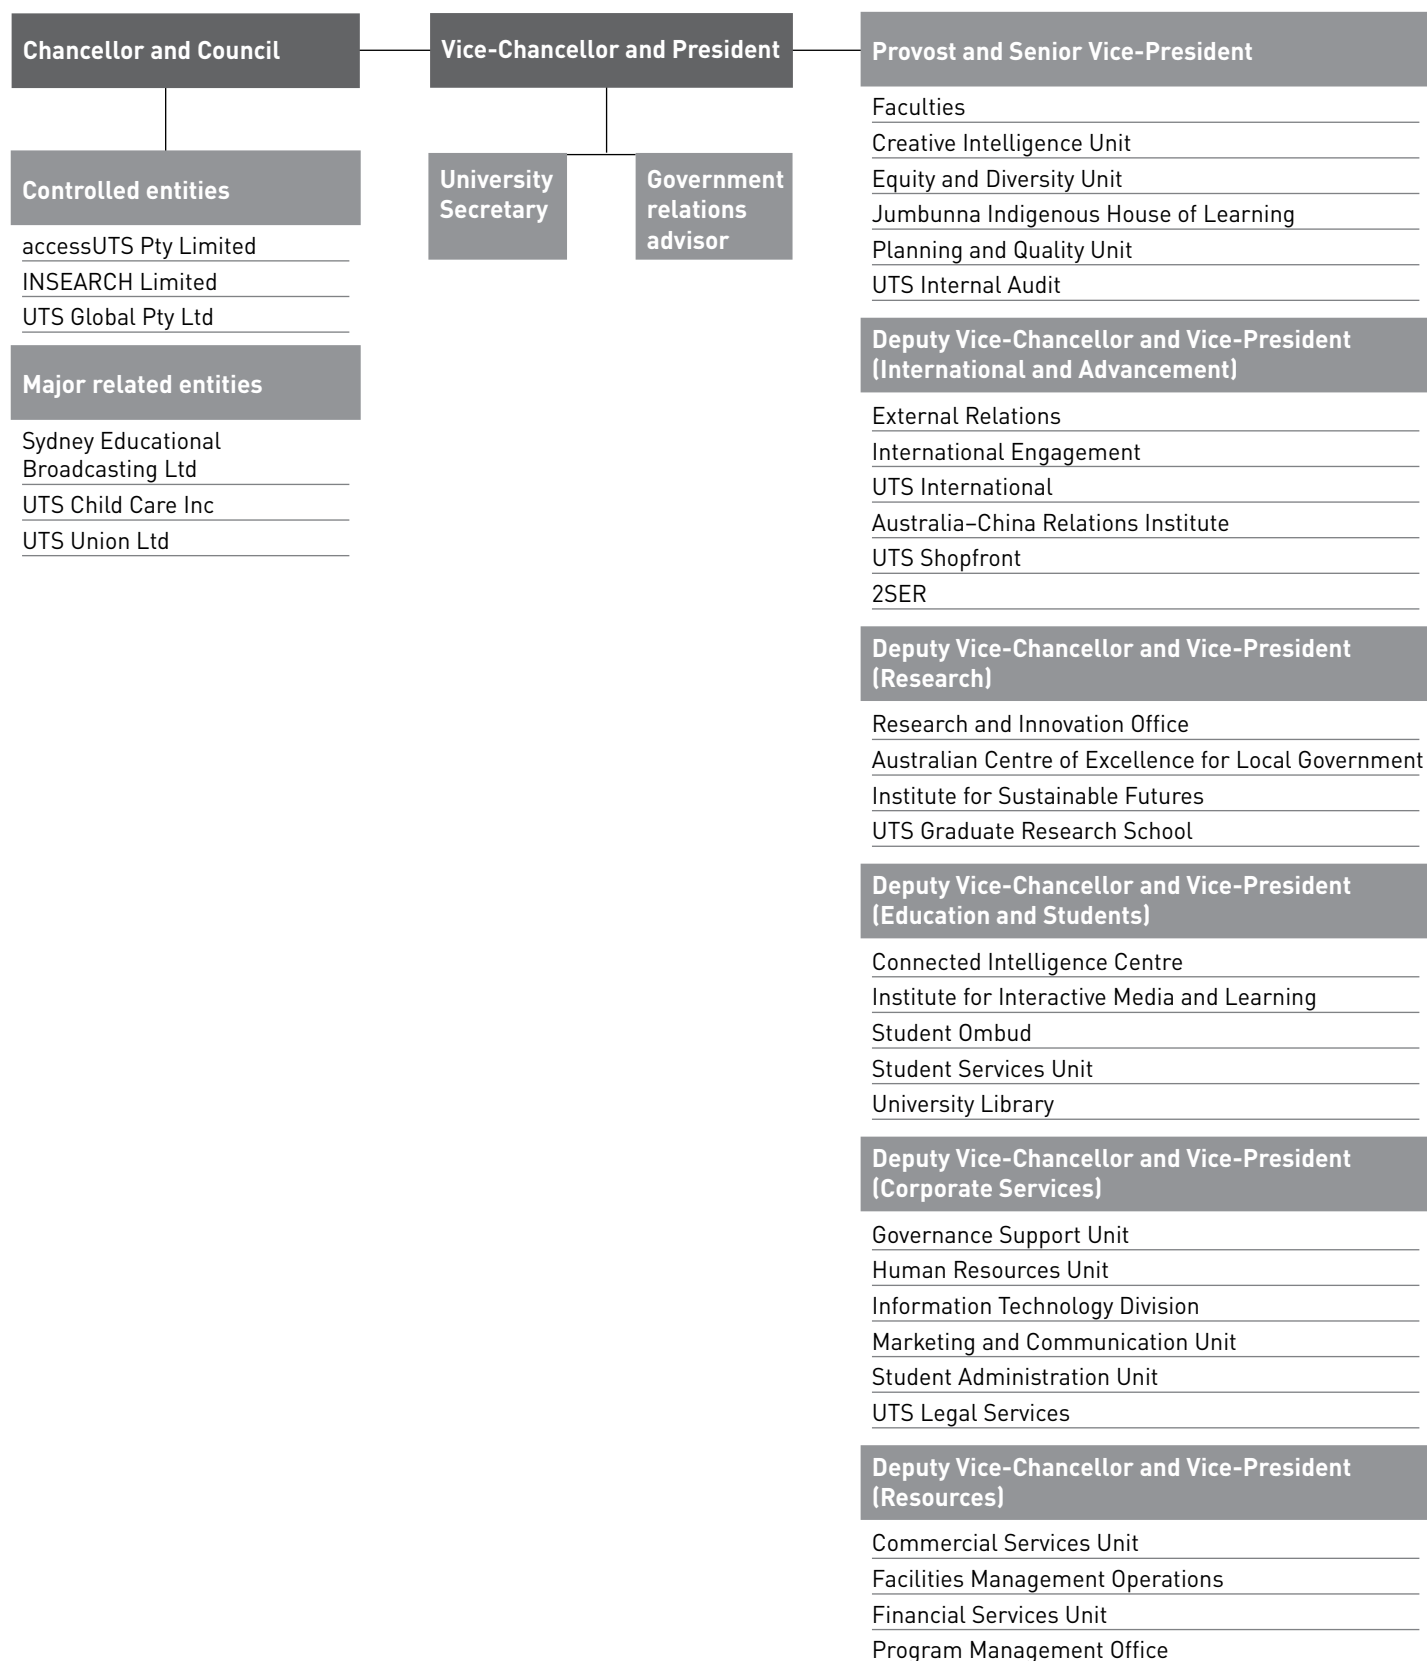 Chancellor and Council
Controlled entities
accessUTS Pty Limited
INSEARCH Limited
UTS Global Pty Ltd
Major related entities
Sydney Educational
Broadcasting Ltd
UTS Child Care Inc
UTS Union Ltd
Vice-Chancellor and President
University
Secretary
Government
relations
advisor
Provost and Senior Vice-President
Faculties
Creative Intelligence Unit
Equity and Diversity Unit
Jumbunna Indigenous House of Learning
Planning and Quality Unit
UTS Internal Audit
Deputy Vice-Chancellor and Vice-President
(International and Advancement)
External Relations
International Engagement
UTS International
Australia–China Relations Institute
UTS Shopfront
2SER
Deputy Vice-Chancellor and Vice-President
(Research)
Research and Innovation Office
Australian Centre of Excellence for Local Government
Institute for Sustainable Futures
UTS Graduate Research School
Deputy Vice-Chancellor and Vice-President
(Education and Students)
Connected Intelligence Centre
Institute for Interactive Media and Learning
Student Ombud
Student Services Unit
University Library
Deputy Vice-Chancellor and Vice-President
(Corporate Services)
Governance Support Unit
Human Resources Unit
Information Technology Division
Marketing and Communication Unit
Student Administration Unit
UTS Legal Services
Deputy Vice-Chancellor and Vice-President
(Resources)
Commercial Services Unit
Facilities Management Operations
Financial Services Unit
Program Management Office